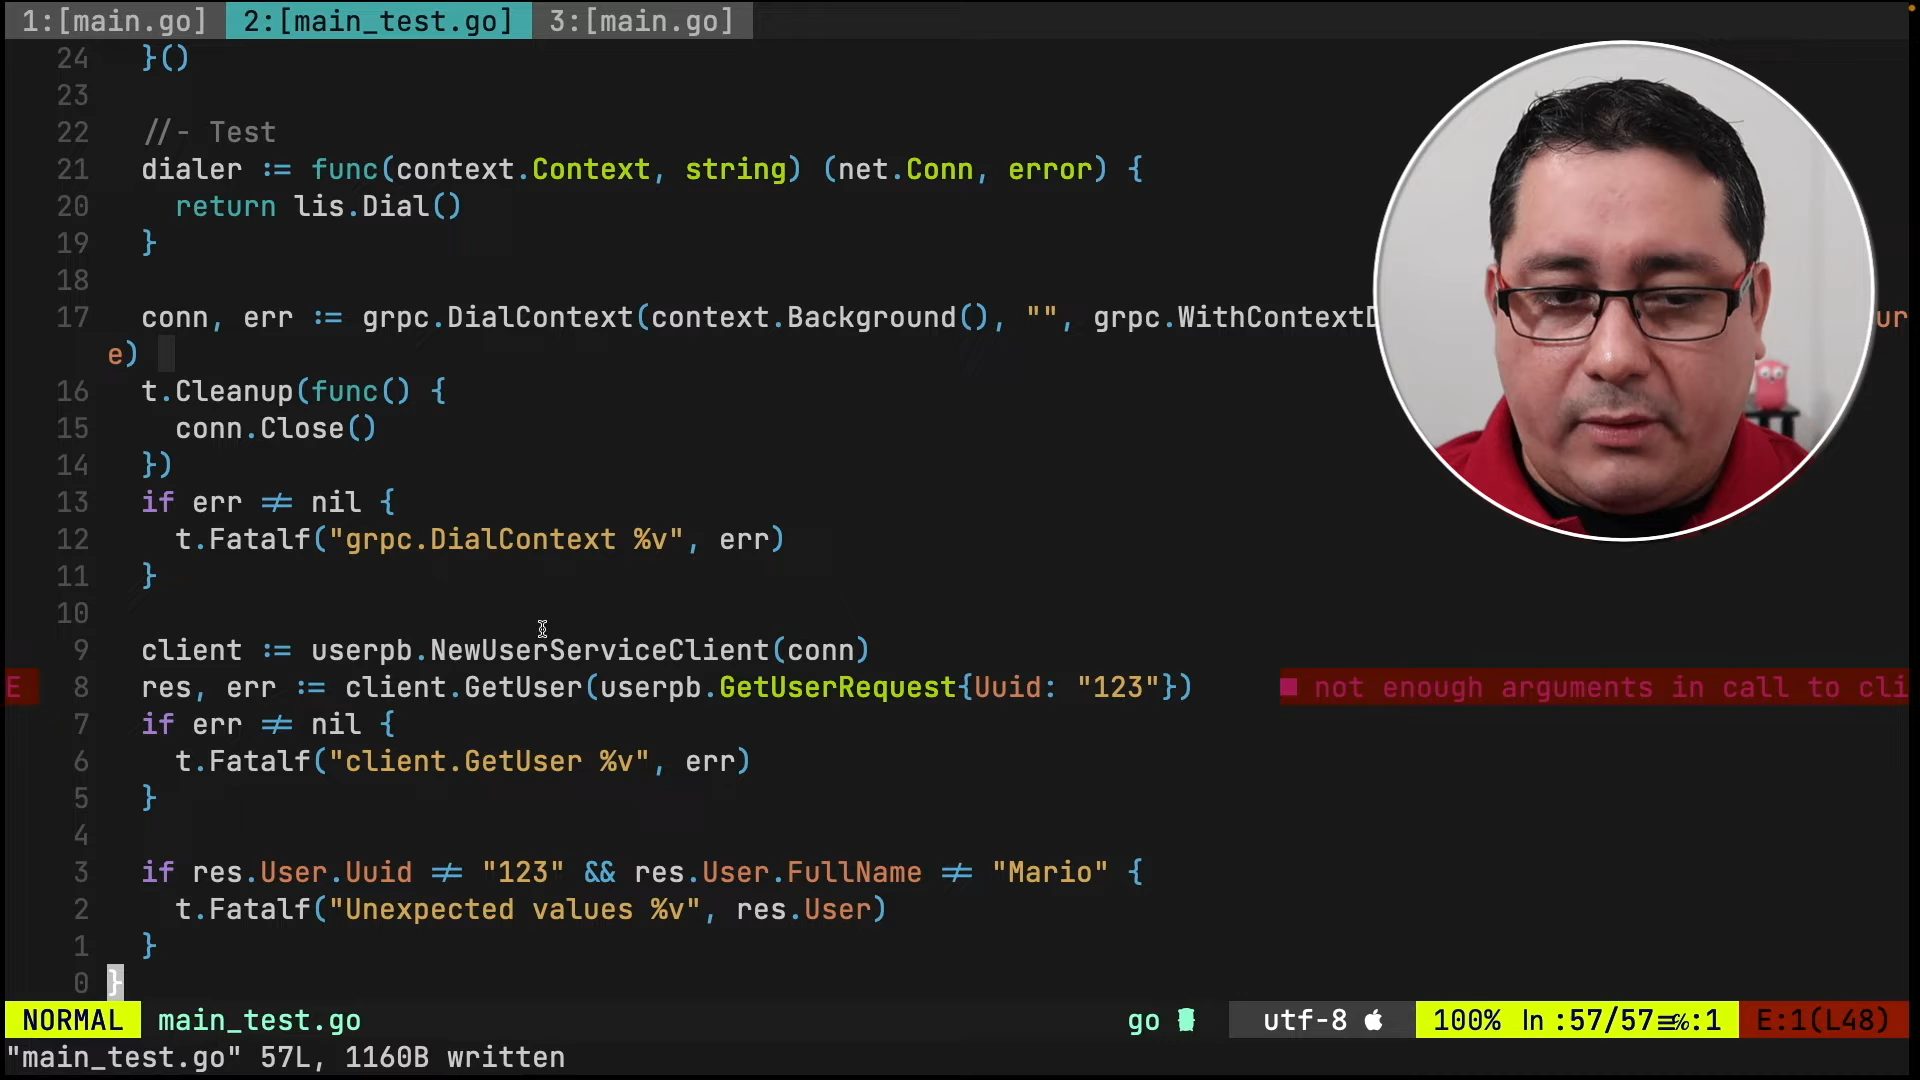 1:[main.go] 2:[main_test.go] 3:[main.go]
24 }()
23
22 //- Test
21 dialer := func(context.Context, string) (net.Conn, error) {
20 return lis.Dial()
19 }
18
17 conn, err := grpc.DialContext(context.Background(), "", grpc.WithContextD ur
e)
16 t.Cleanup(func() {
15 conn.Close()
14 })
13 if err != nil {
12 t.Fatalf("grpc.DialContext %v", err)
11 }
10
9 client := userpb.NewUserServiceClient(conn)
E 8 res, err := client.GetUser(userpb.GetUserRequest{Uuid: "123"}) ■ not enough arguments in call to cli
7 if err != nil {
6 t.Fatalf("client.GetUser %v", err)
5 }
4
3 if res.User.Uuid != "123" && res.User.FullName != "Mario" {
2 t.Fatalf("Unexpected values %v", res.User)
1 }
0 }
NORMAL main_test.go go utf-8 100% ln :57/57≡%:1 E:1(L48)
"main_test.go" 57L, 1160B written